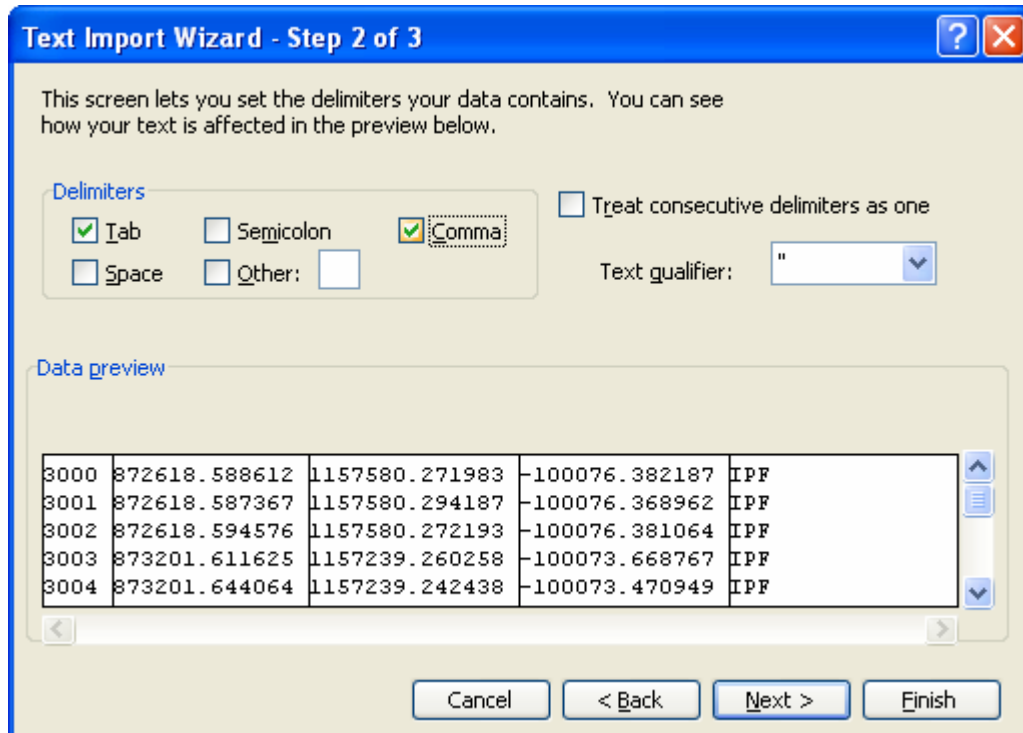 Text Import Wizard - Step 2 of 3
This screen lets you set the delimiters your data contains. You can see
how your text is affected in the preview below.
Delimiters
Tab
Semicolon
Comma
Space
Other:
Treat consecutive delimiters as one
Text qualifier: "
Data preview
3000 872618.588612 1157580.271983 -100076.382187 IPF
3001 872618.587367 1157580.294187 -100076.368962 IPF
3002 872618.594576 1157580.272193 -100076.381064 IPF
3003 873201.611625 1157239.260258 -100073.668767 IPF
3004 873201.644064 1157239.242438 -100073.470949 IPF
Cancel
< Back
Next >
Finish